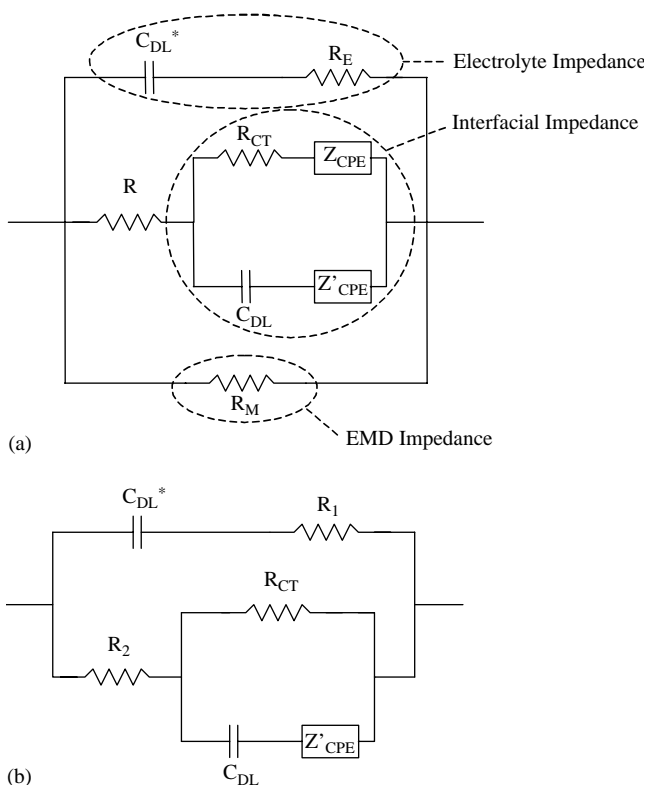 C_DL*
R_E
Electrolyte Impedance
Interfacial Impedance
R_CT
Z_CPE
R
C_DL
Z'_CPE
R_M
EMD Impedance
(a)
C_DL*
R_1
R_CT
R_2
C_DL
Z'_CPE
(b)